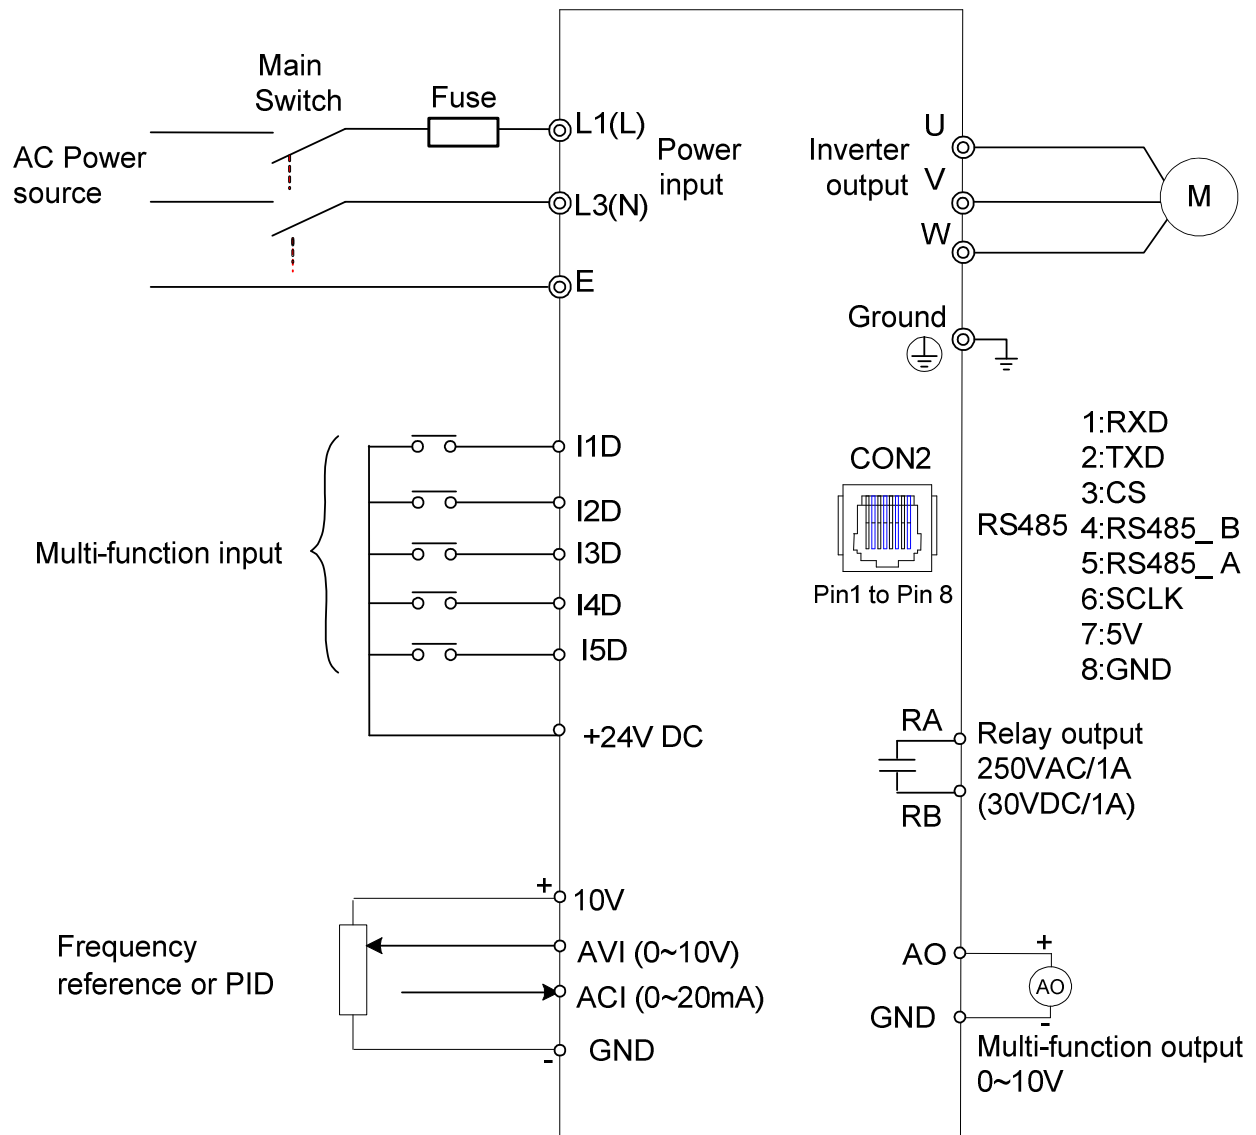 Main
Switch
Fuse
AC Power
source
L1(L)
L3(N)
E
Power
input
Inverter
output
U
V
W
M
Ground
Multi-function input
I1D
I2D
I3D
I4D
I5D
+24V DC
CON2
Pin1 to Pin 8
RS485
1:RXD
2:TXD
3:CS
4:RS485_ B
5:RS485_ A
6:SCLK
7:5V
8:GND
RA
RB
Relay output
250VAC/1A
(30VDC/1A)
Frequency
reference or PID
+
10V
AVI (0~10V)
ACI (0~20mA)
-
GND
AO
GND
+
AO
-
Multi-function output
0~10V